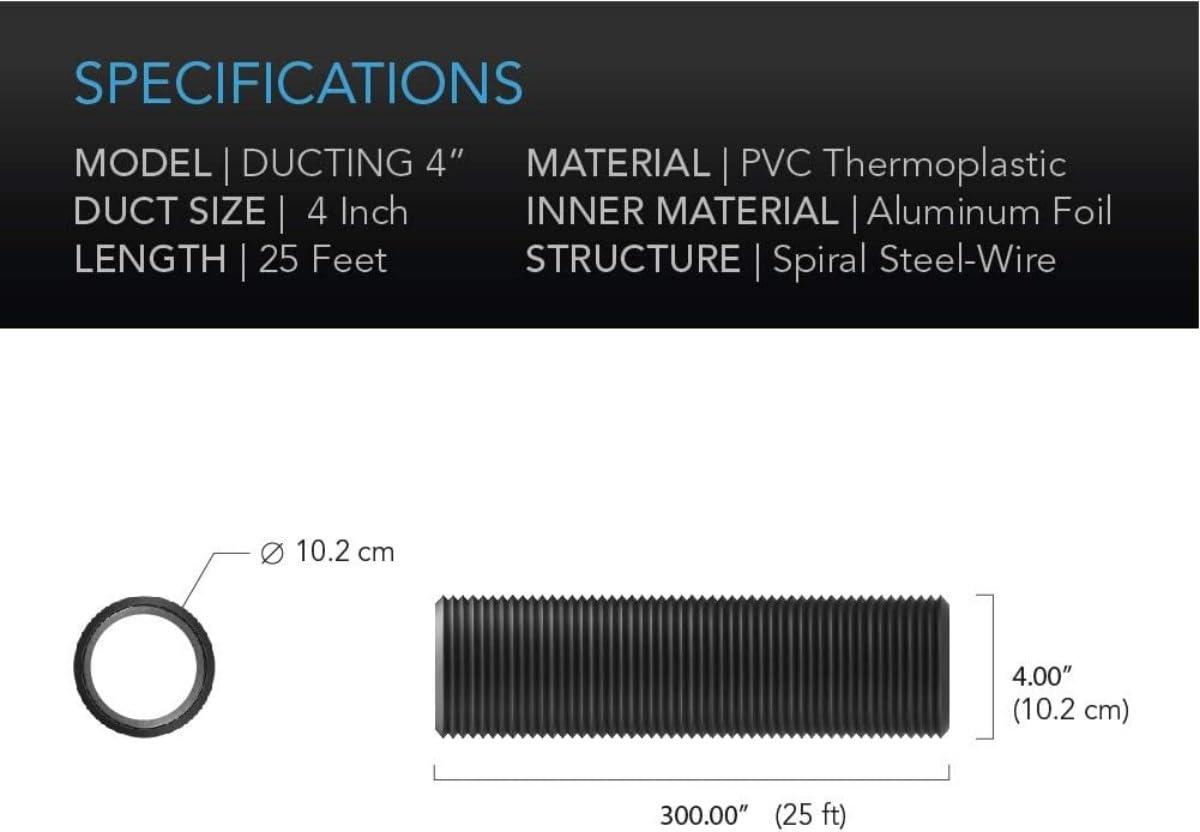 SPECIFICATIONS
MODEL | DUCTING 4″
DUCT SIZE | 4 Inch
LENGTH | 25 Feet
MATERIAL | PVC Thermoplastic
INNER MATERIAL | Aluminum Foil
STRUCTURE | Spiral Steel-Wire
∅ 10.2 cm
4.00″
(10.2 cm)
300.00″ (25 ft)